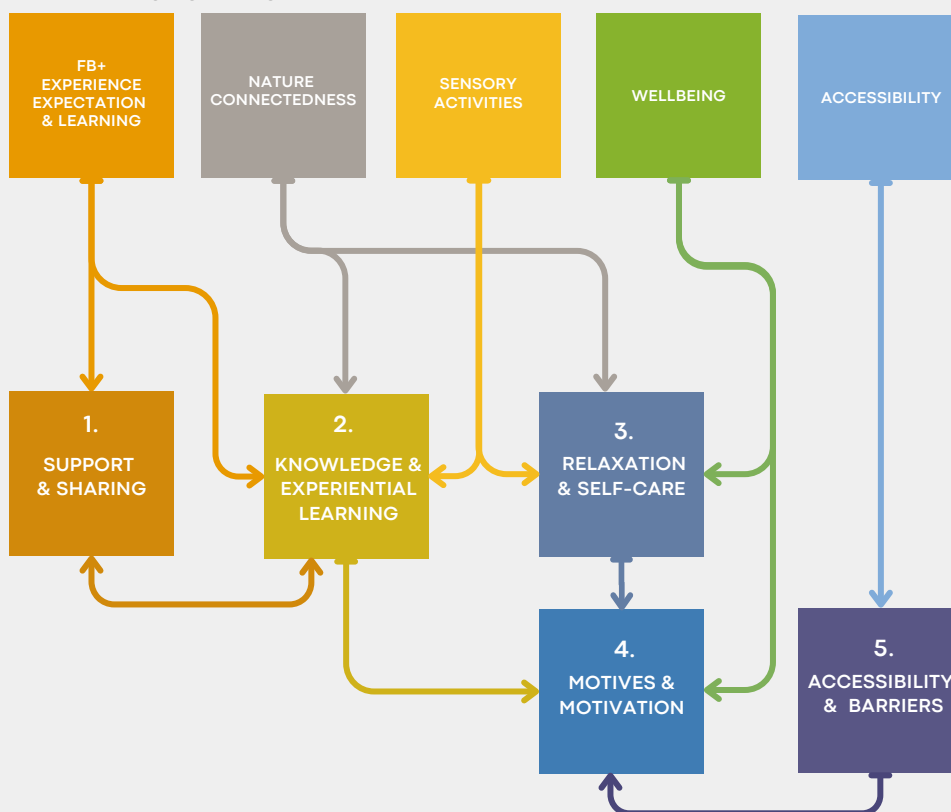 FB+
EXPERIENCE
EXPECTATION
& LEARNING
NATURE
CONNECTEDNESS
SENSORY
ACTIVITIES
WELLBEING
ACCESSIBILITY
1.
SUPPORT
& SHARING
2.
KNOWLEDGE &
EXPERIENTIAL
LEARNING
3.
RELAXATION
& SELF-CARE
4.
MOTIVES &
MOTIVATION
5.
ACCESSIBILITY
& BARRIERS